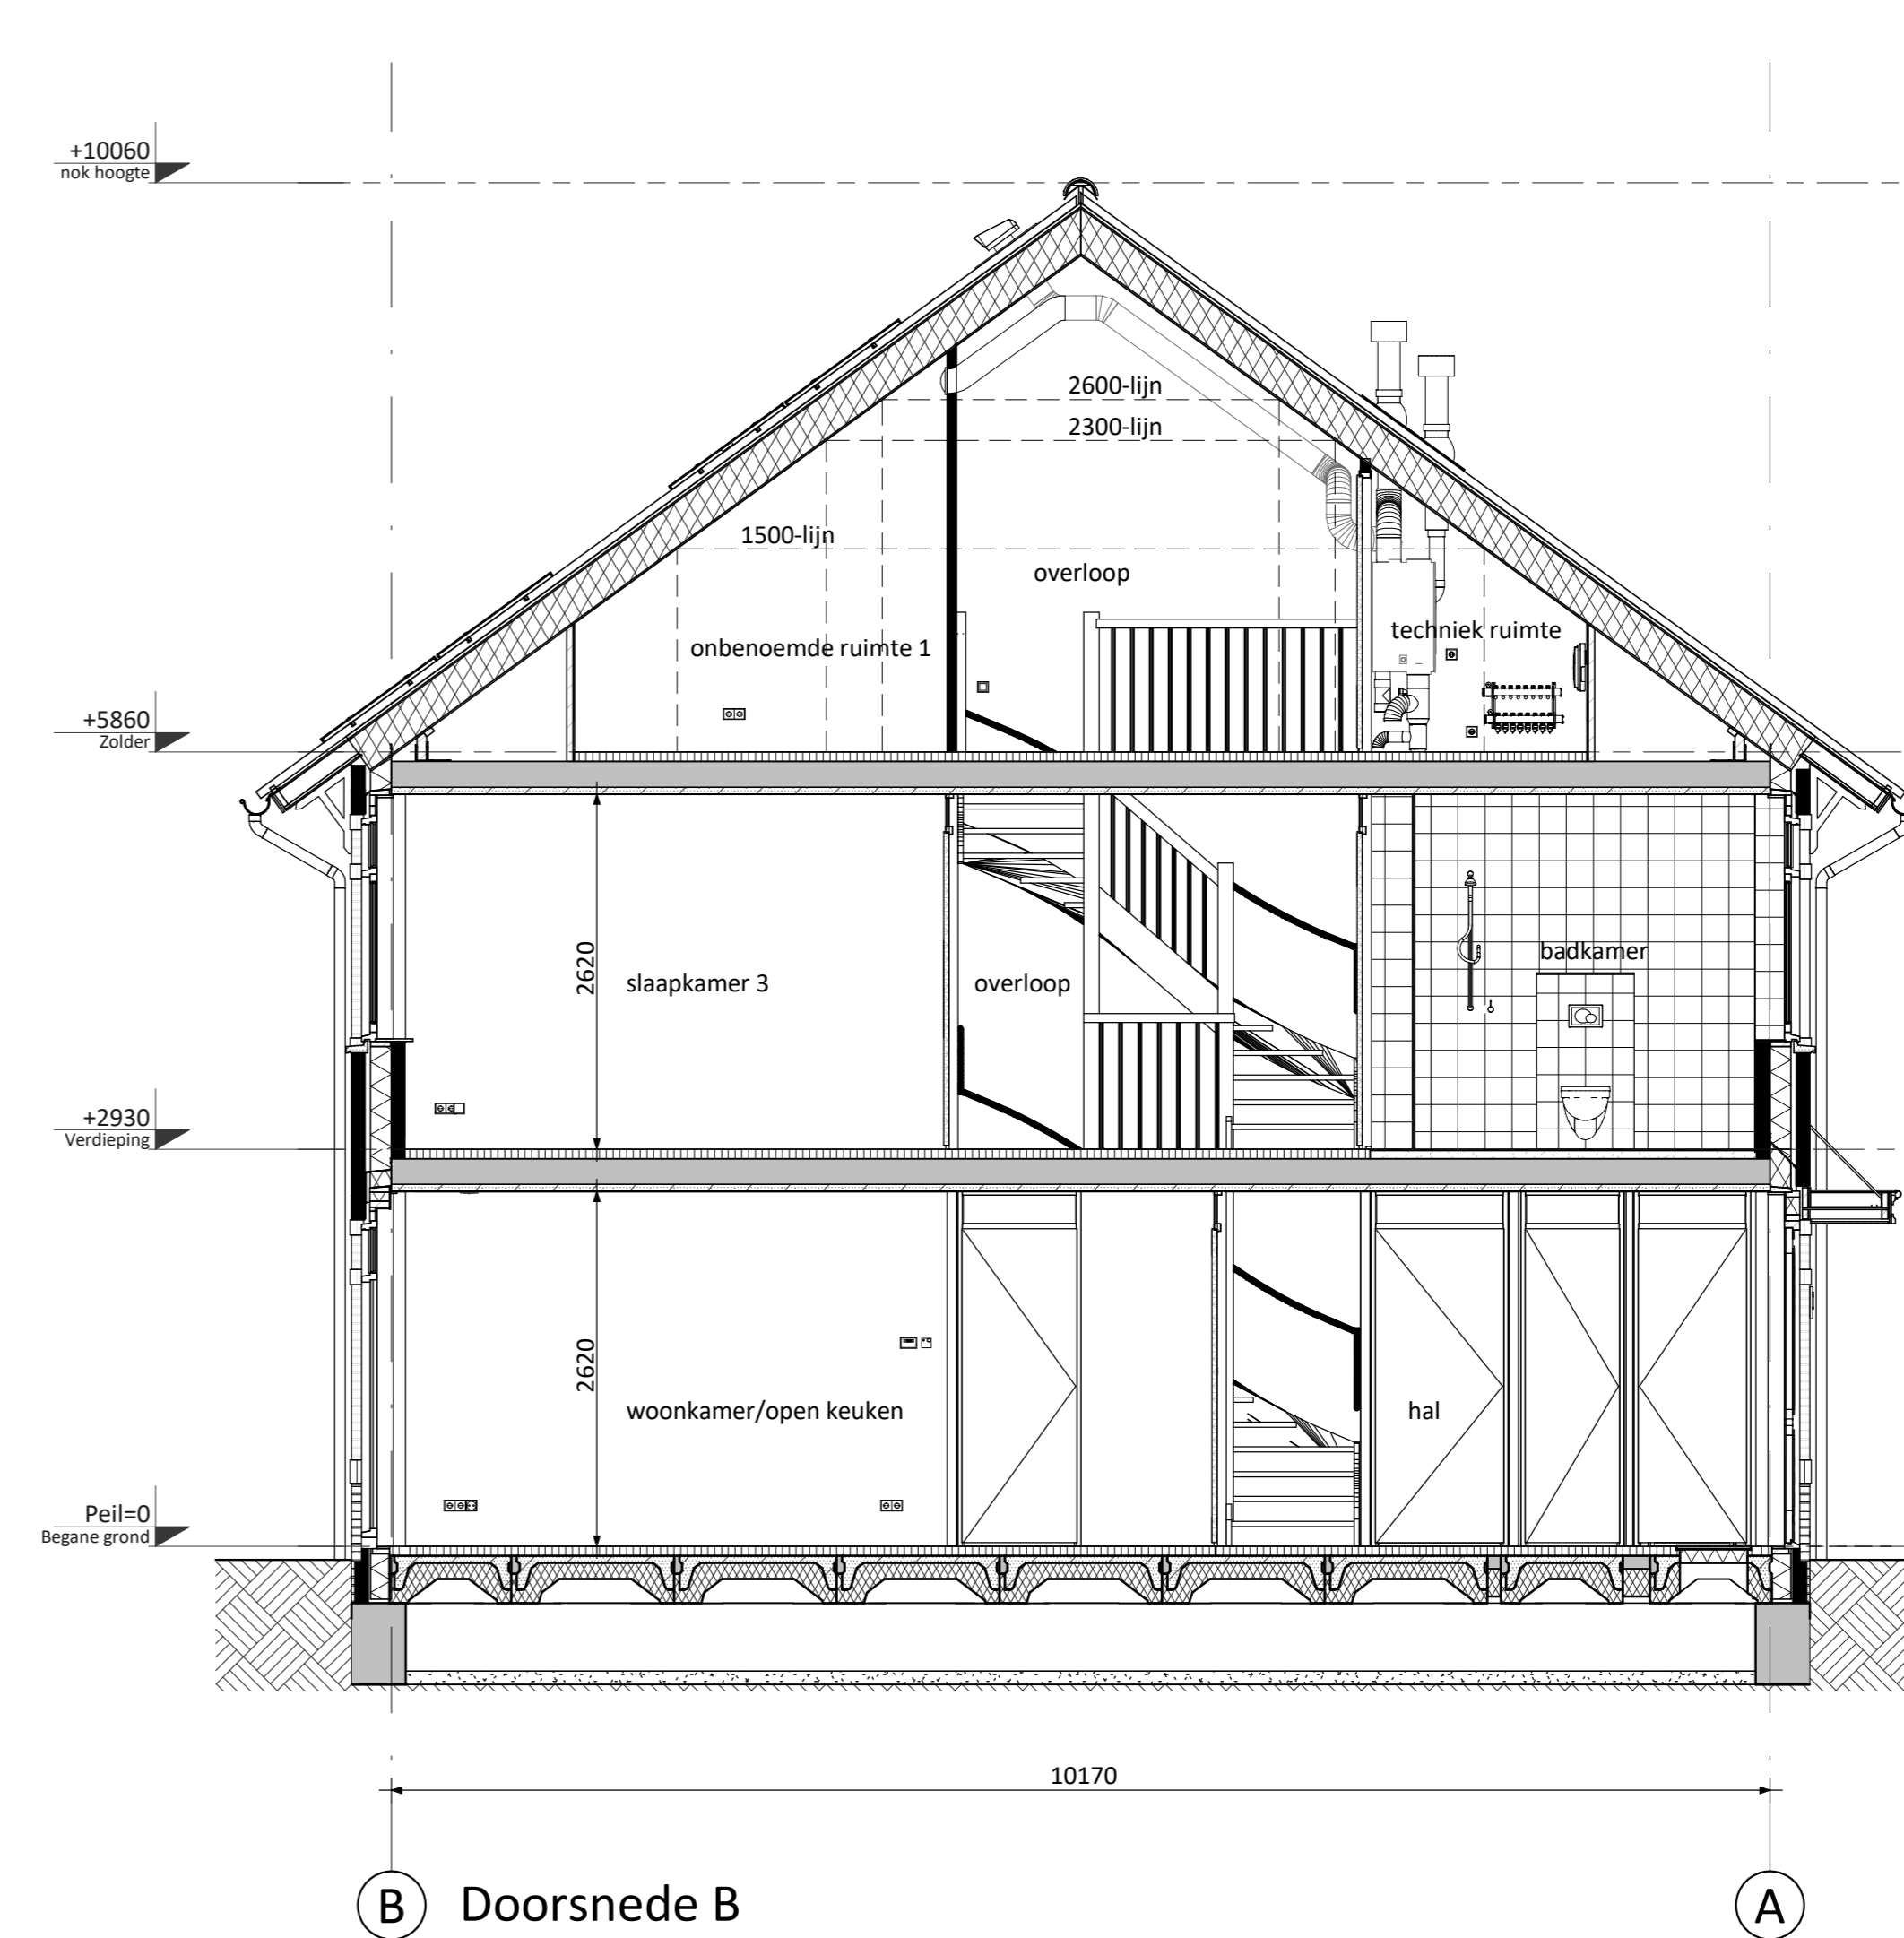 +10060
nok hoogte
2600-lijn
2300-lijn
1500-lijn
overloop
techniek ruimte
onbenoemde ruimte 1
+5860
Zolder
badkamer
2620
slaapkamer 3
overloop
+2930
Verdieping
2620
woonkamer/open keuken
hal
Peil=0
Begane grond
10170
B
Doorsnede B
A